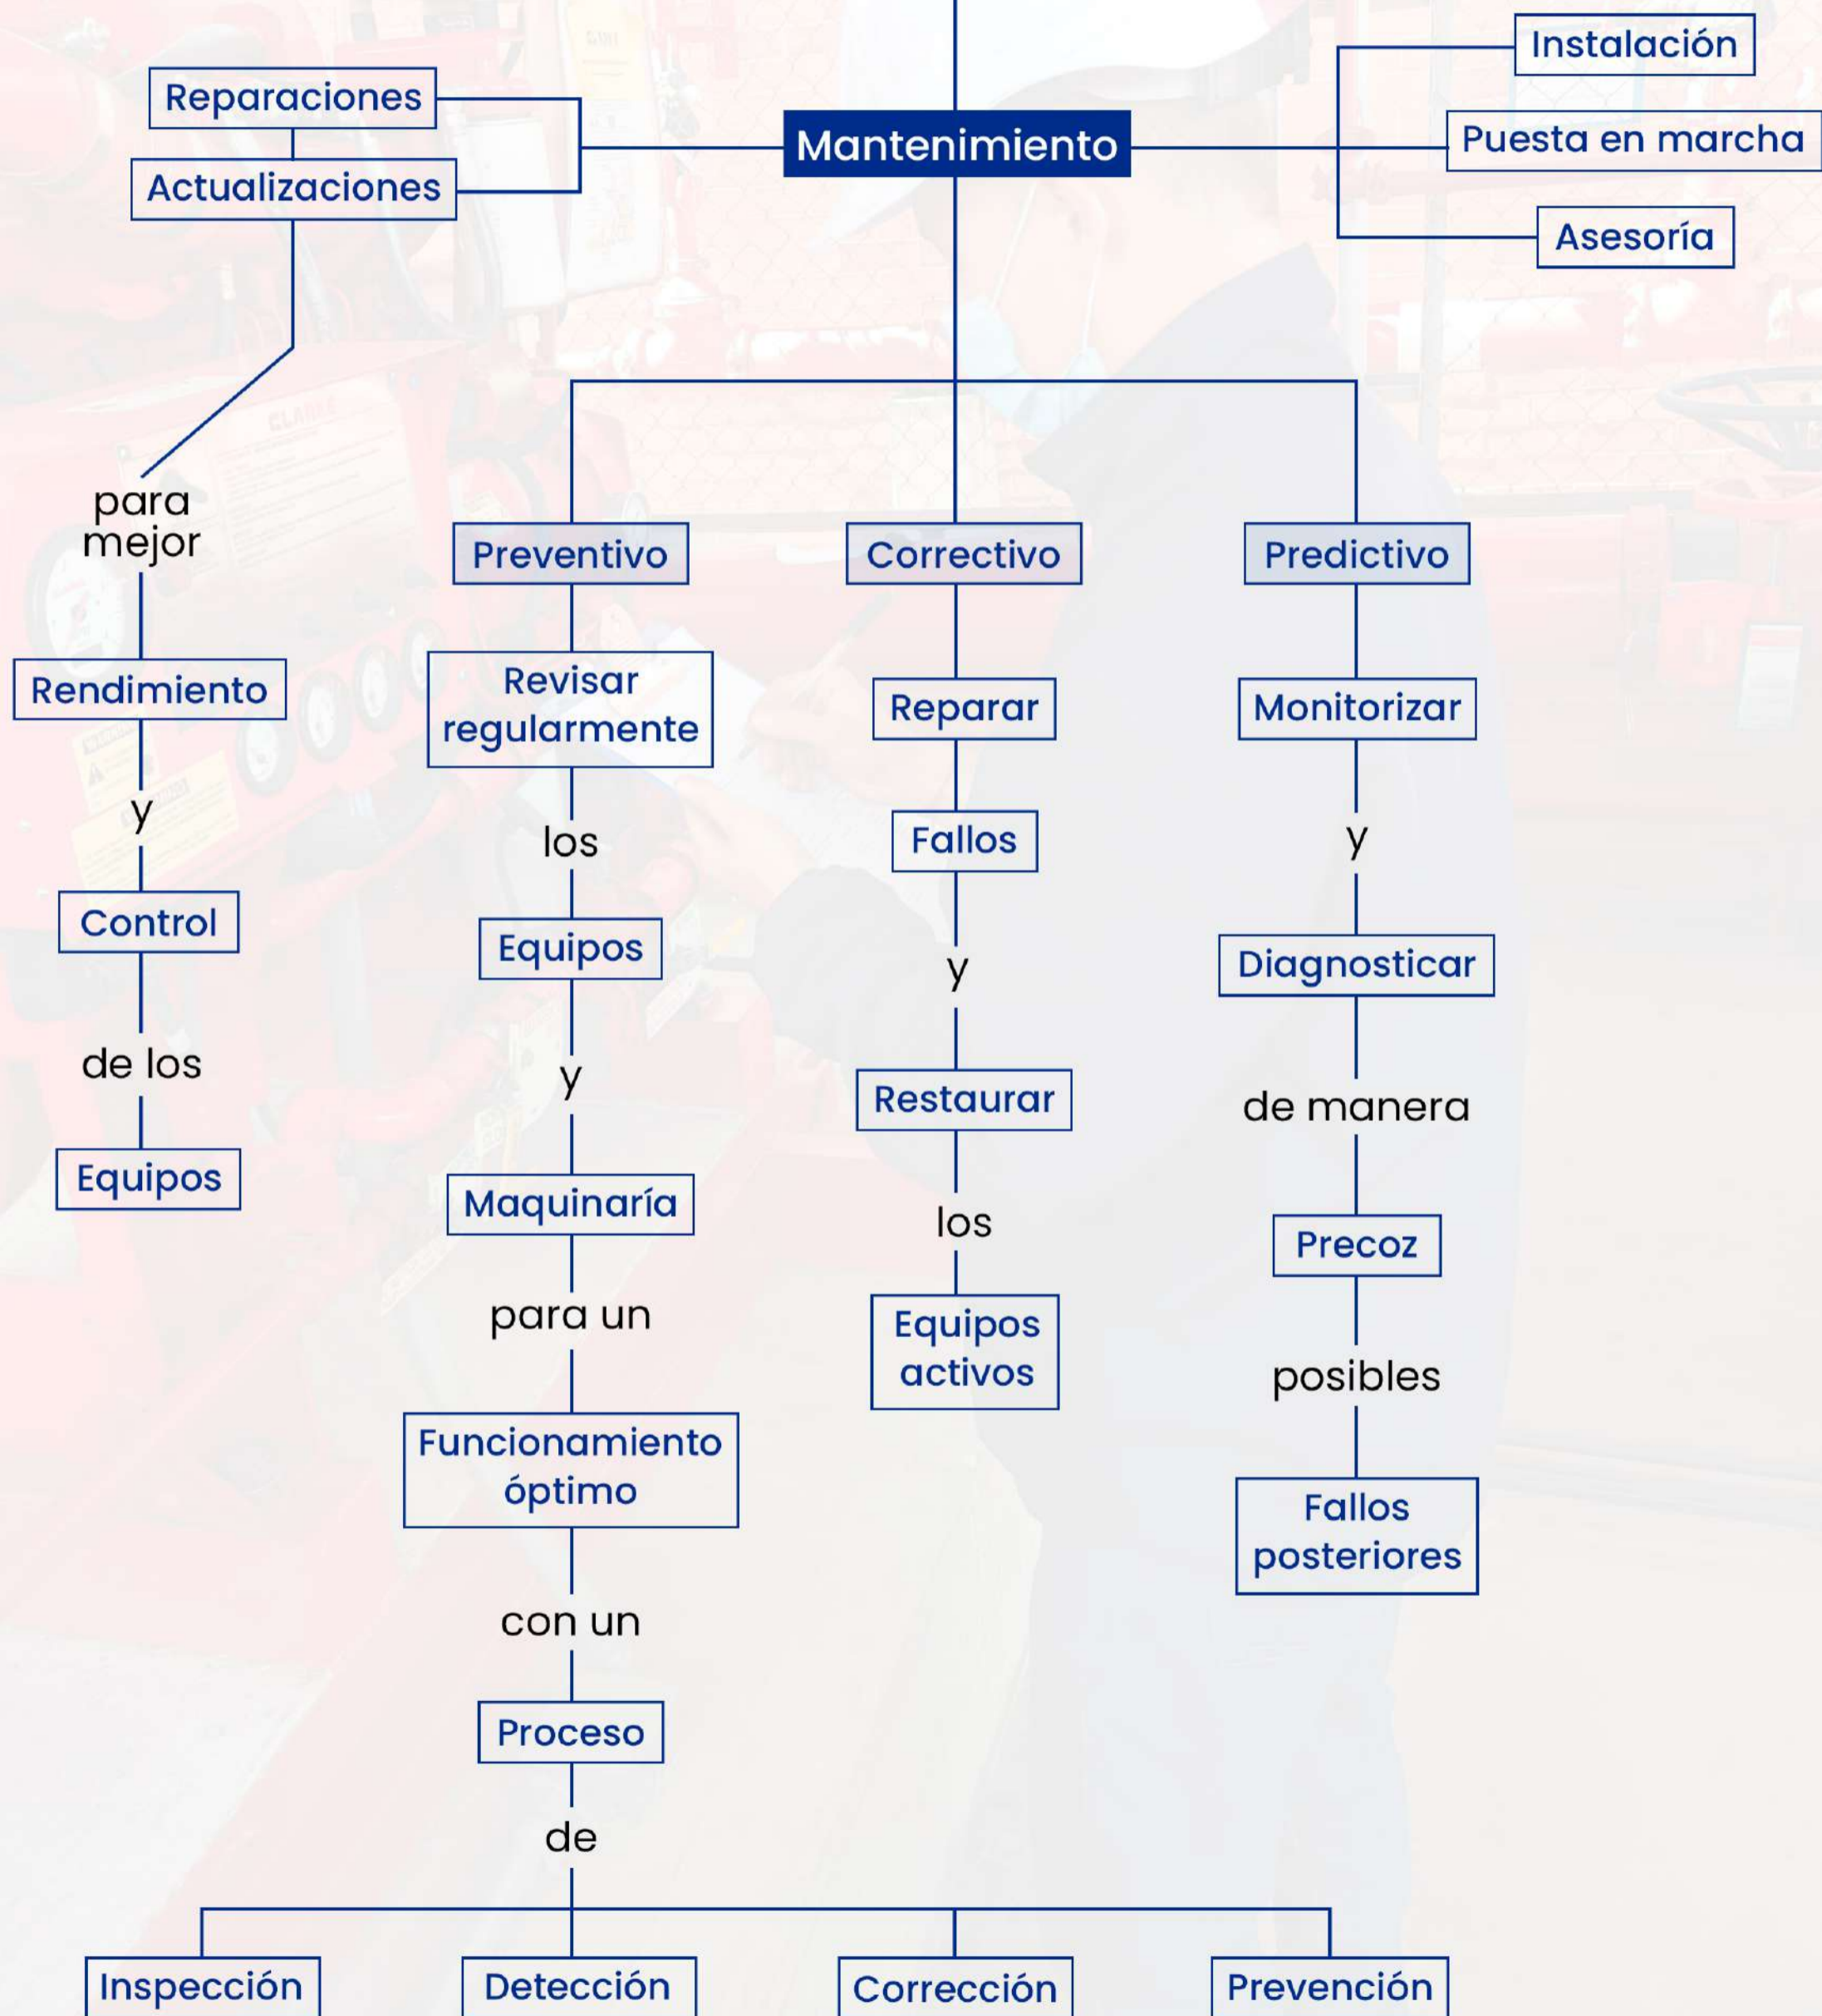 Instalación
Reparaciones
Mantenimiento
Puesta en marcha
Actualizaciones
Asesoría
para
mejor
Rendimiento
y
Control
de los
Equipos
Preventivo
Revisar
regularmente
los
Equipos
y
Maquinaría
para un
Funcionamiento
óptimo
con un
Proceso
de
Inspección
Detección
Corrección
Prevención
Correctivo
Reparar
Fallos
y
Restaurar
los
Equipos
activos
Predictivo
Monitorizar
y
Diagnosticar
de manera
Precoz
posibles
Fallos
posteriores
CLARKE